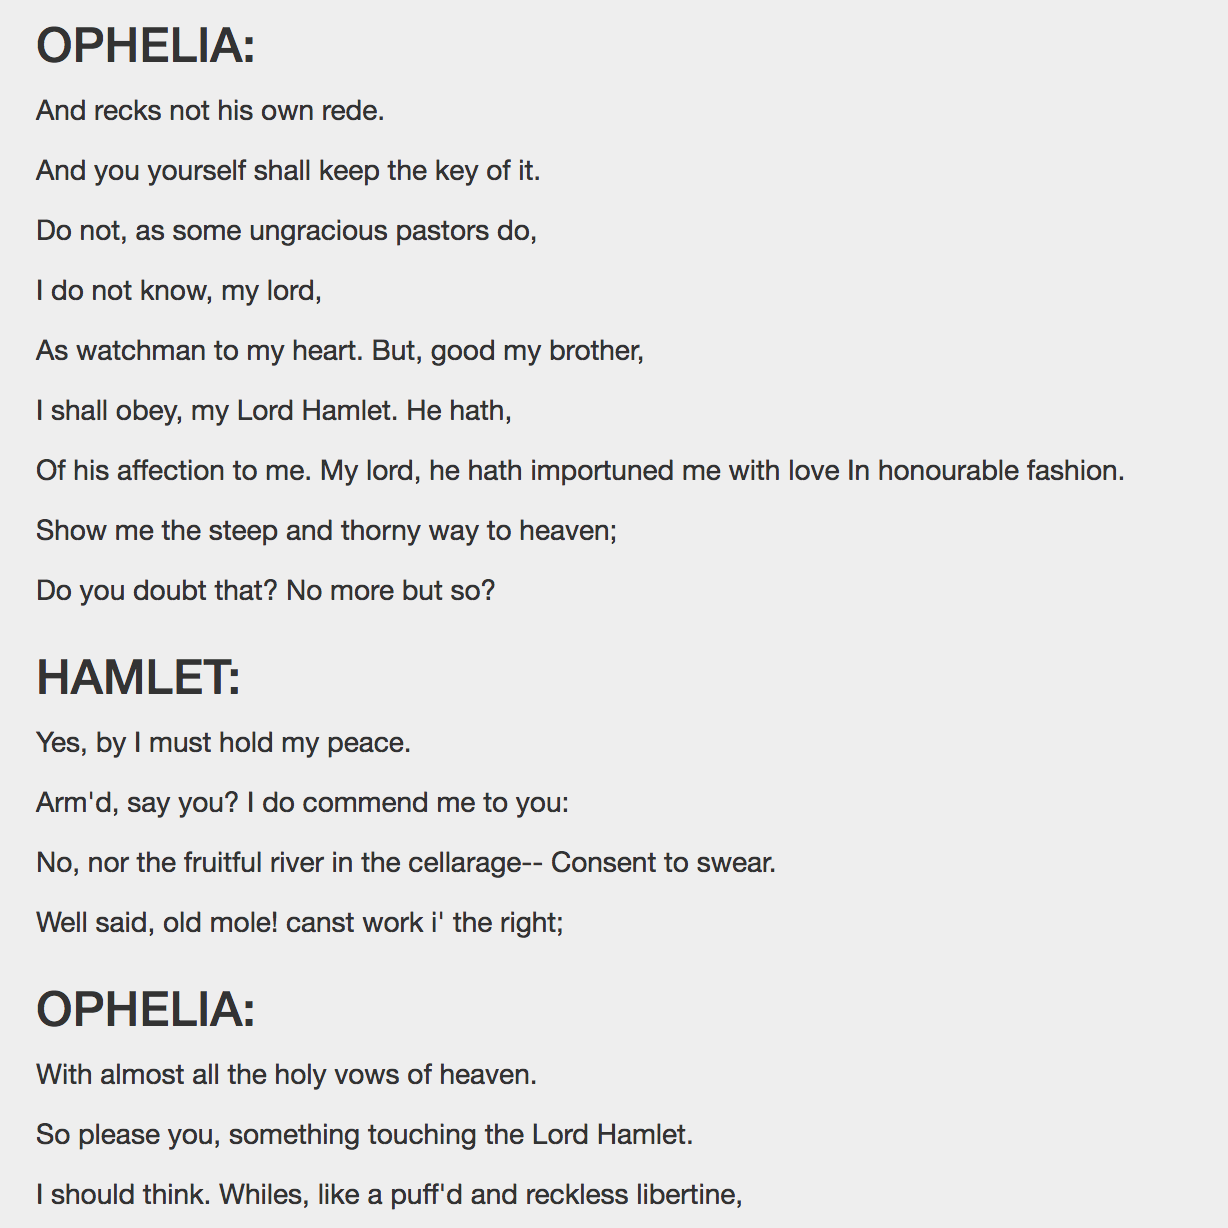 OPHELIA:
And recks not his own rede.
And you yourself shall keep the key of it.
Do not, as some ungracious pastors do,
I do not know, my lord,
As watchman to my heart. But, good my brother,
I shall obey, my Lord Hamlet. He hath,
Of his affection to me. My lord, he hath importuned me with love In honourable fashion.
Show me the steep and thorny way to heaven;
Do you doubt that? No more but so?
HAMLET:
Yes, by I must hold my peace.
Arm'd, say you? I do commend me to you:
No, nor the fruitful river in the cellarage-- Consent to swear.
Well said, old mole! canst work i' the right;
OPHELIA:
With almost all the holy vows of heaven.
So please you, something touching the Lord Hamlet.
I should think. Whiles, like a puff'd and reckless libertine,